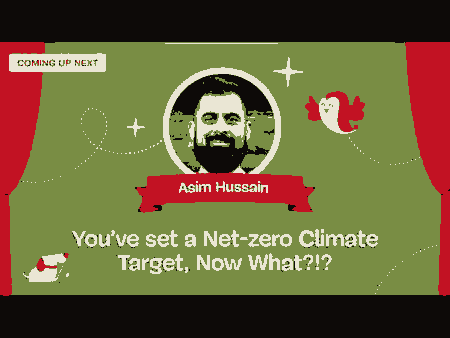 COMING UP NEXT
Asim Hussain
You've set a Net-zero Climate
Target, Now What?!?